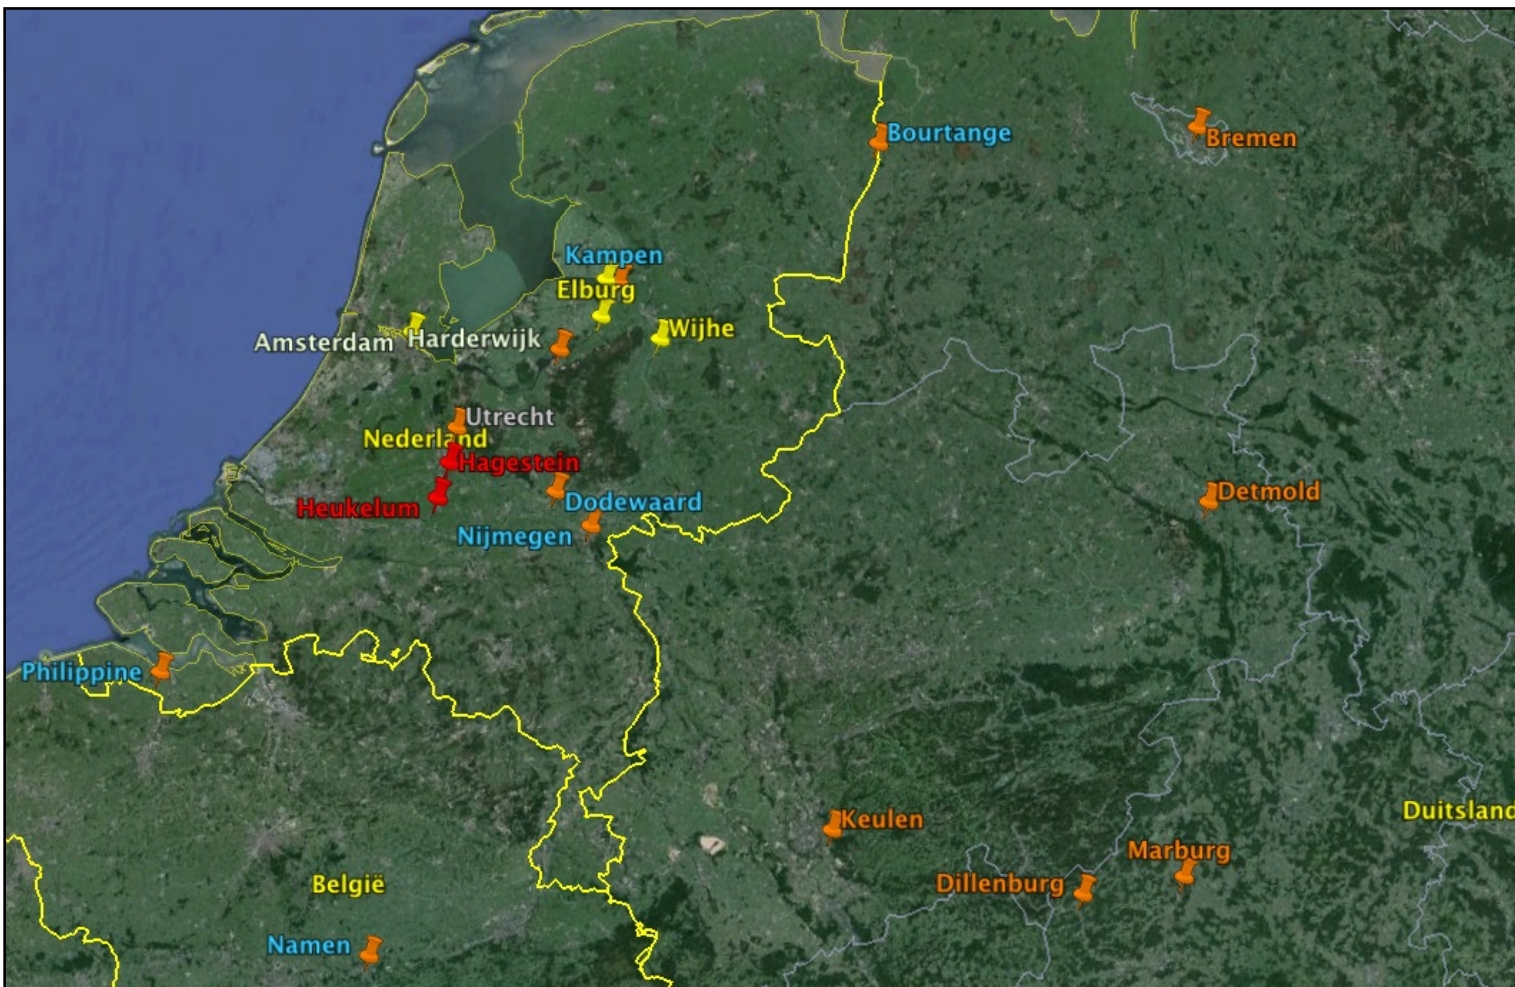 Bourtange
Bremen
Kampen
Elburg
Wijhe
Amsterdam
Harderwijk
Utrecht
Nederland
Hagestein
Heukelum
Dodewaard
Detmold
Nijmegen
Philippine
Duitsland
Keulen
Marburg
Dillenburg
België
Namen